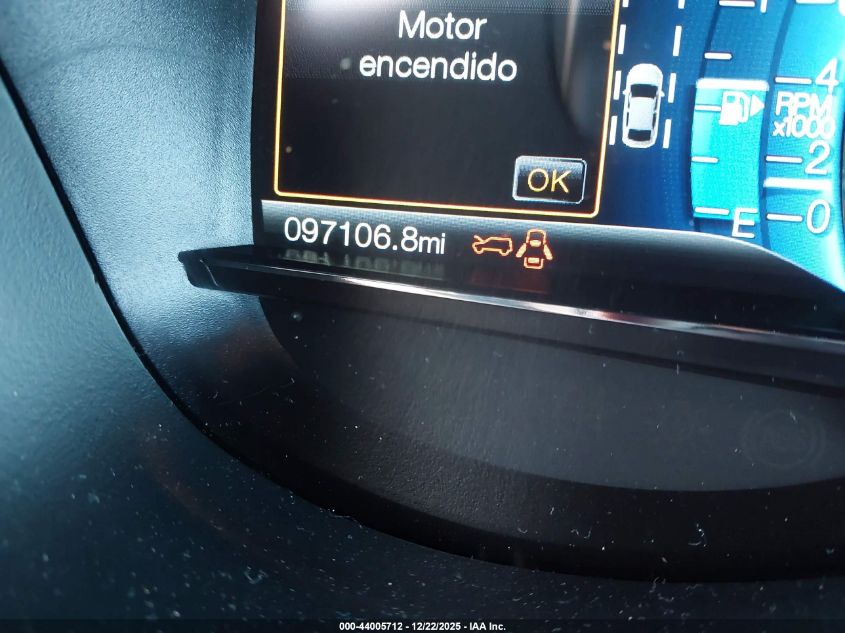 Motor
encendido
OK
4
RPM
x1000
2
0
E
097106.8mi
000-44005712 - 12/22/2025 - IAA Inc.